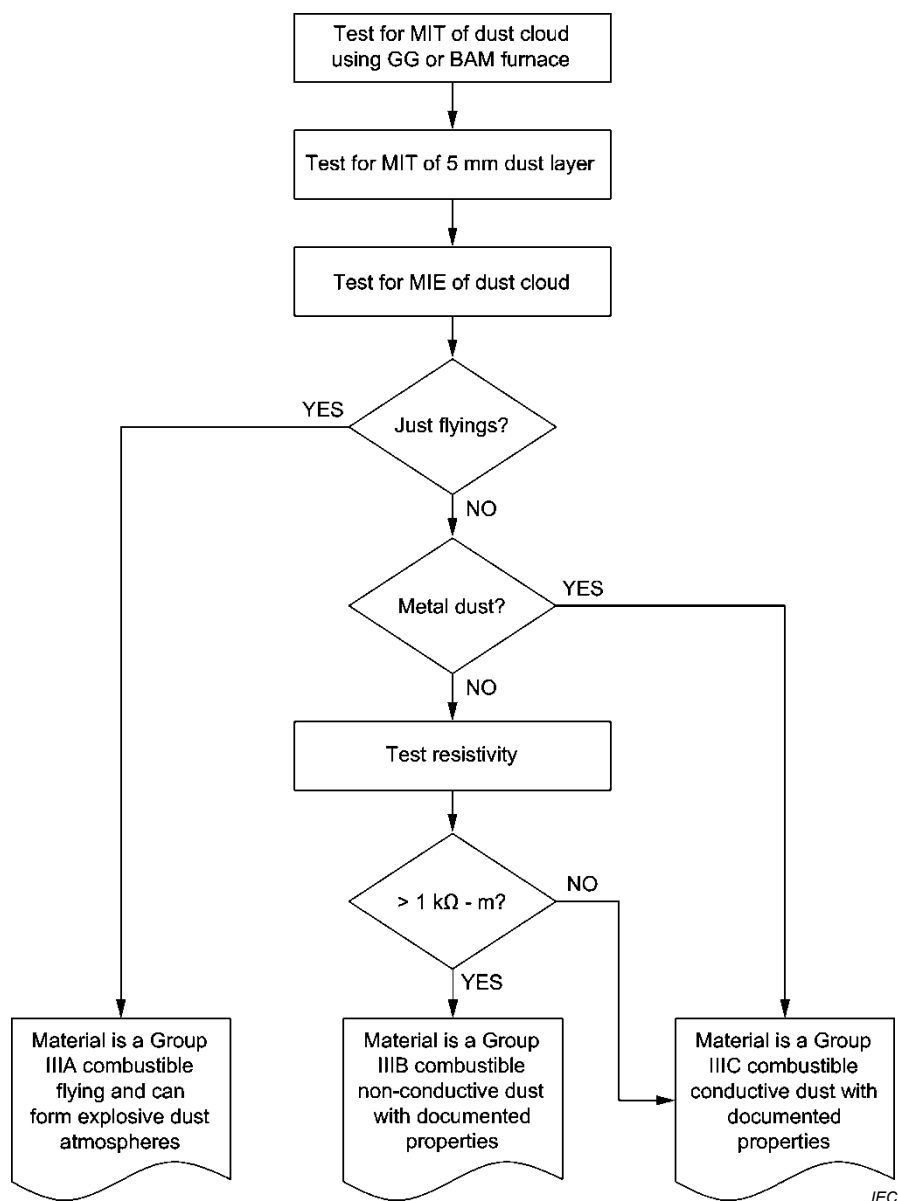 Test for MIT of dust cloud
using GG or BAM furnace
Test for MIT of 5 mm dust layer
Test for MIE of dust cloud
YES
Just flyings?
NO
YES
Metal dust?
NO
Test resistivity
NO
> 1 kΩ - m?
YES
Material is a Group
IIIA combustible
flying and can
form explosive dust
atmospheres
Material is a Group
IIIB combustible
non-conductive dust
with documented
properties
Material is a Group
IIIC combustible
conductive dust with
documented
properties
IEC